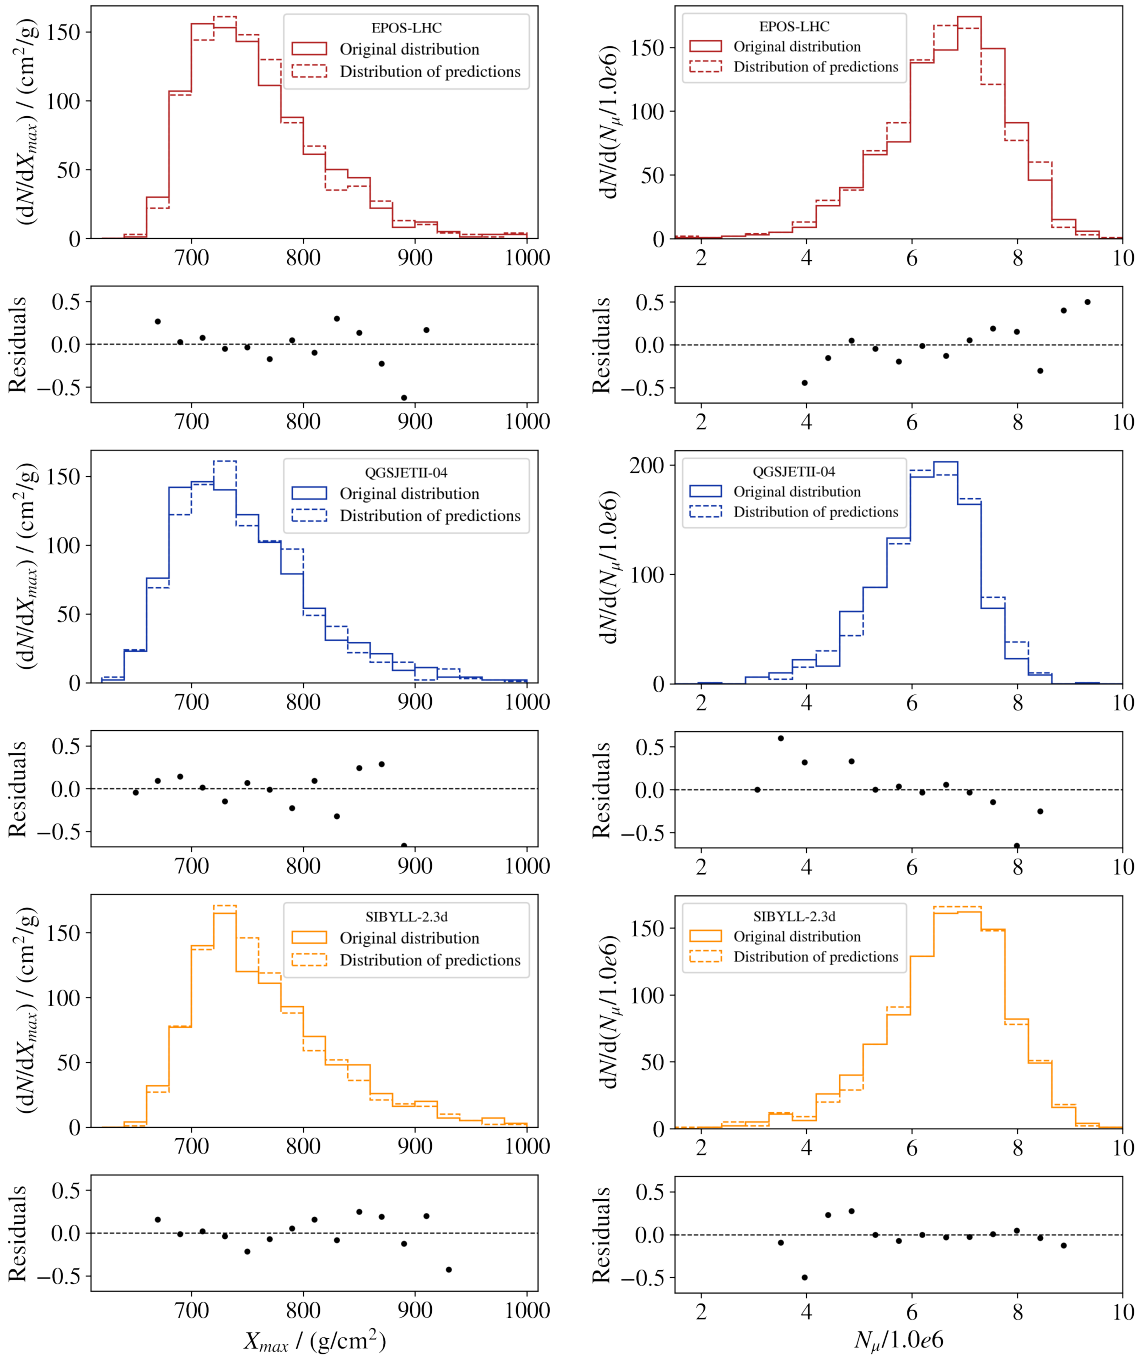 EPOS-LHC
Original distribution
Distribution of predictions
(dN/dX_max) / (cm²/g)
150
100
50
0
700 800 900 1000
EPOS-LHC
Original distribution
Distribution of predictions
dN/d(N_μ/1.0e6)
150
100
50
0
2 4 6 8 10
Residuals
0.5
0.0
−0.5
700 800 900 1000
Residuals
0.5
0.0
−0.5
2 4 6 8 10
QGSJETII-04
Original distribution
Distribution of predictions
(dN/dX_max) / (cm²/g)
150
100
50
0
700 800 900 1000
QGSJETII-04
Original distribution
Distribution of predictions
dN/d(N_μ/1.0e6)
200
100
0
2 4 6 8 10
Residuals
0.5
0.0
−0.5
700 800 900 1000
Residuals
0.5
0.0
−0.5
2 4 6 8 10
SIBYLL-2.3d
Original distribution
Distribution of predictions
(dN/dX_max) / (cm²/g)
150
100
50
0
700 800 900 1000
SIBYLL-2.3d
Original distribution
Distribution of predictions
dN/d(N_μ/1.0e6)
150
100
50
0
2 4 6 8 10
Residuals
0.5
0.0
−0.5
700 800 900 1000
X_max / (g/cm²)
Residuals
0.5
0.0
−0.5
2 4 6 8 10
N_μ/1.0e6